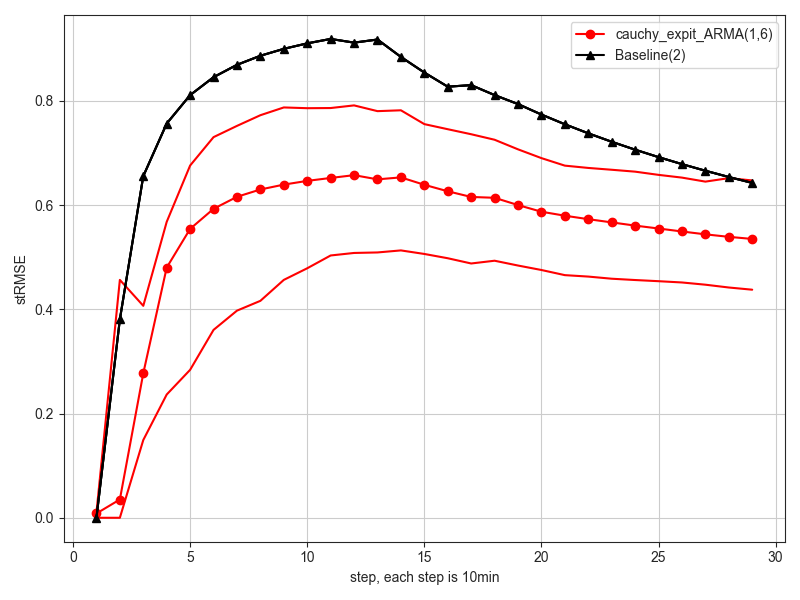 cauchy_expit_ARMA(1,6)
Baseline(2)
stRMSE
0.8
0.6
0.4
0.2
0.0
0 5 10 15 20 25 30
step, each step is 10min